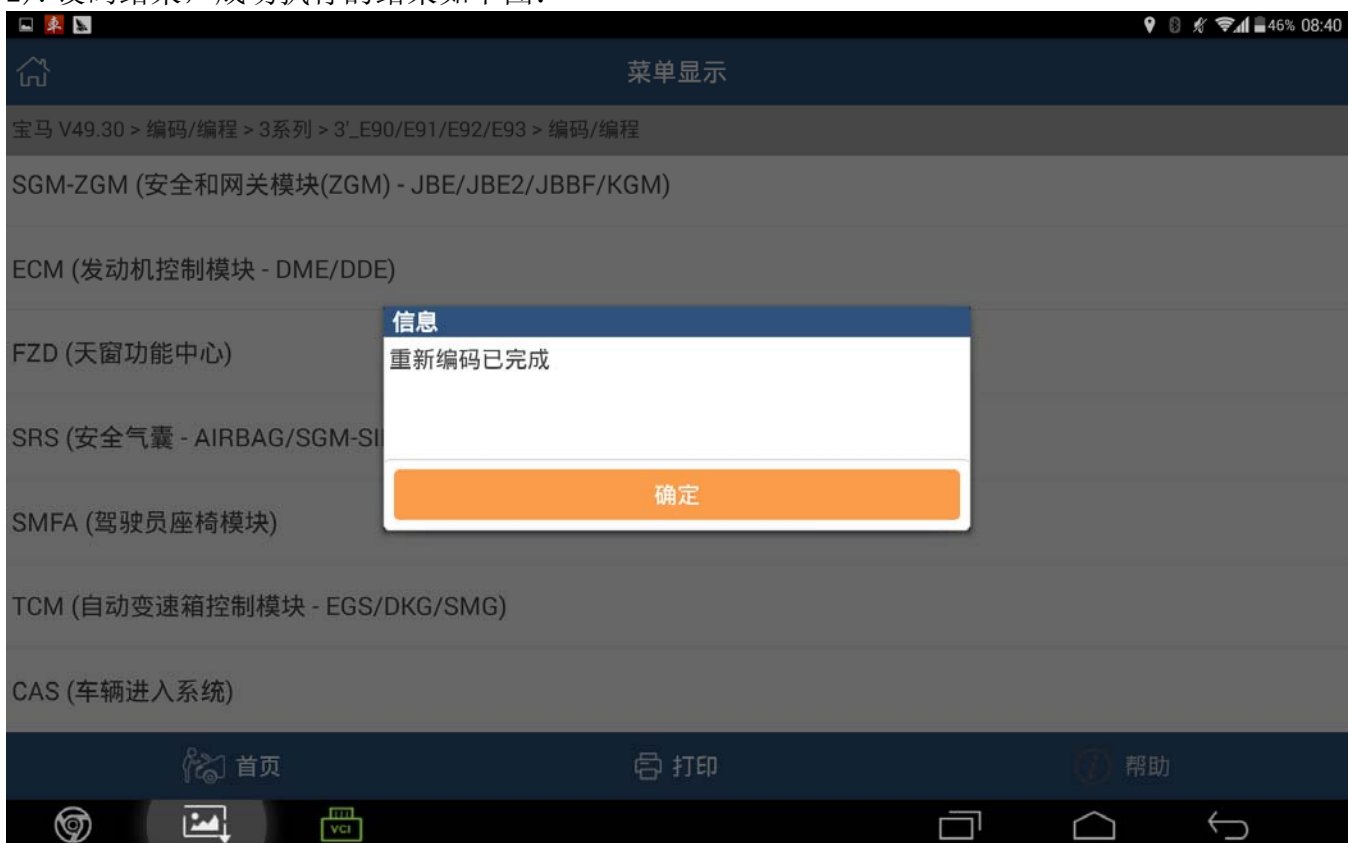 46% 08:40
菜单显示
宝马 V49.30 > 编码/编程 > 3系列 > 3'_E90/E91/E92/E93 > 编码/编程
SGM-ZGM (安全和网关模块(ZGM) - JBE/JBE2/JBBF/KGM)
ECM (发动机控制模块 - DME/DDE)
信息
重新编码已完成
FZD (天窗功能中心)
SRS (安全气囊 - AIRBAG/SGM-SI
确定
SMFA (驾驶员座椅模块)
TCM (自动变速箱控制模块 - EGS/DKG/SMG)
CAS (车辆进入系统)
首页 打印 帮助
VCI